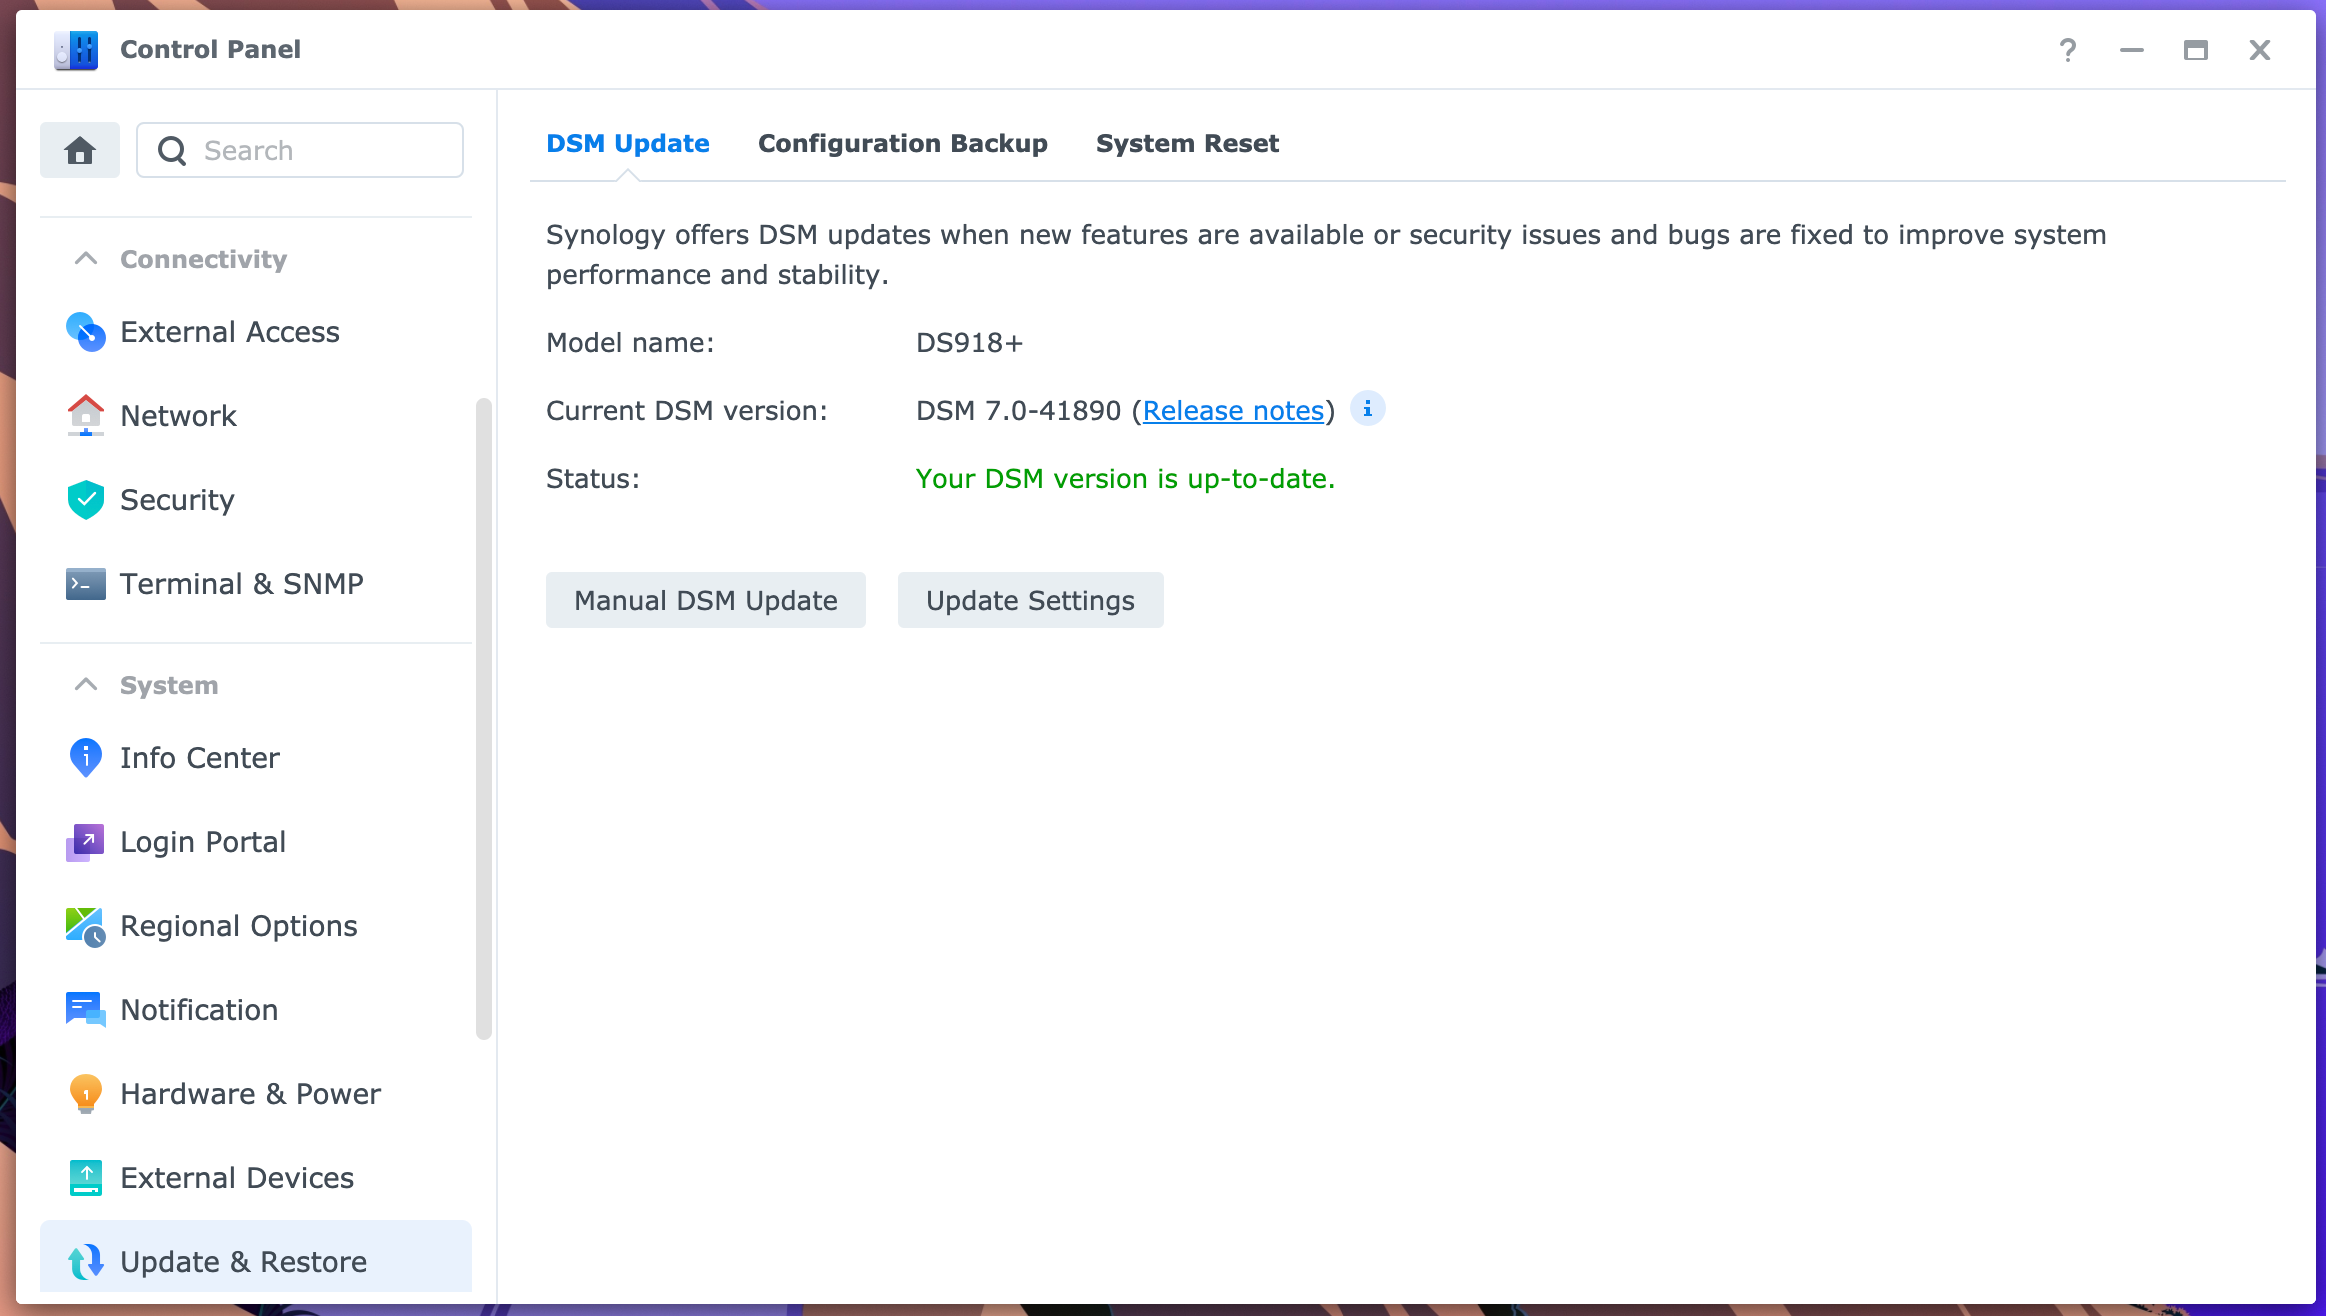 Control Panel
Search
Connectivity
External Access
Network
Security
Terminal & SNMP
System
Info Center
Login Portal
Regional Options
Notification
Hardware & Power
External Devices
Update & Restore
DSM Update Configuration Backup System Reset
Synology offers DSM updates when new features are available or security issues and bugs are fixed to improve system
performance and stability.
Model name: DS918+
Current DSM version: DSM 7.0-41890 (Release notes)
Status: Your DSM version is up-to-date.
Manual DSM Update Update Settings